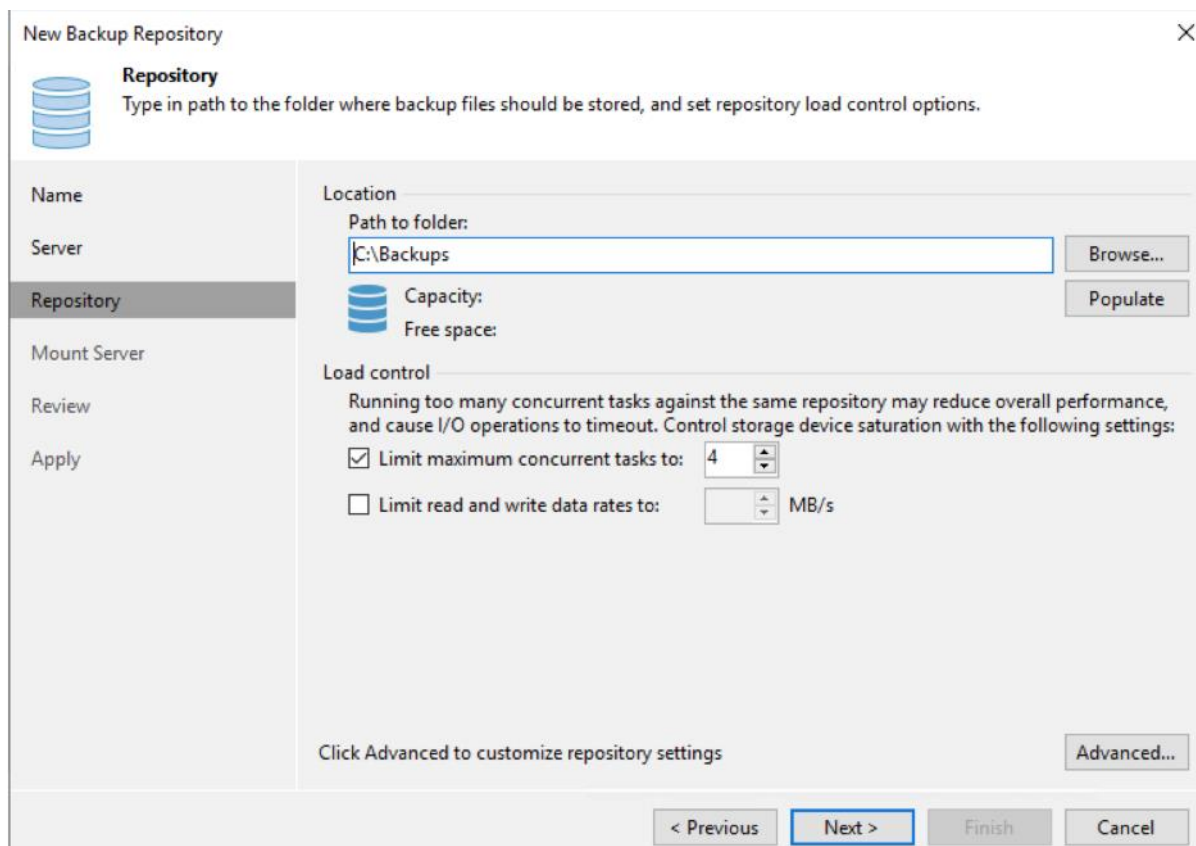 New Backup Repository
Repository
Type in path to the folder where backup files should be stored, and set repository load control options.
Name
Server
Repository
Mount Server
Review
Apply
Location
Path to folder:
C:\Backups
Browse...
Capacity:
Populate
Free space:
Load control
Running too many concurrent tasks against the same repository may reduce overall performance,
and cause I/O operations to timeout. Control storage device saturation with the following settings:
Limit maximum concurrent tasks to: 4
Limit read and write data rates to: MB/s
Click Advanced to customize repository settings
Advanced...
< Previous
Next >
Finish
Cancel